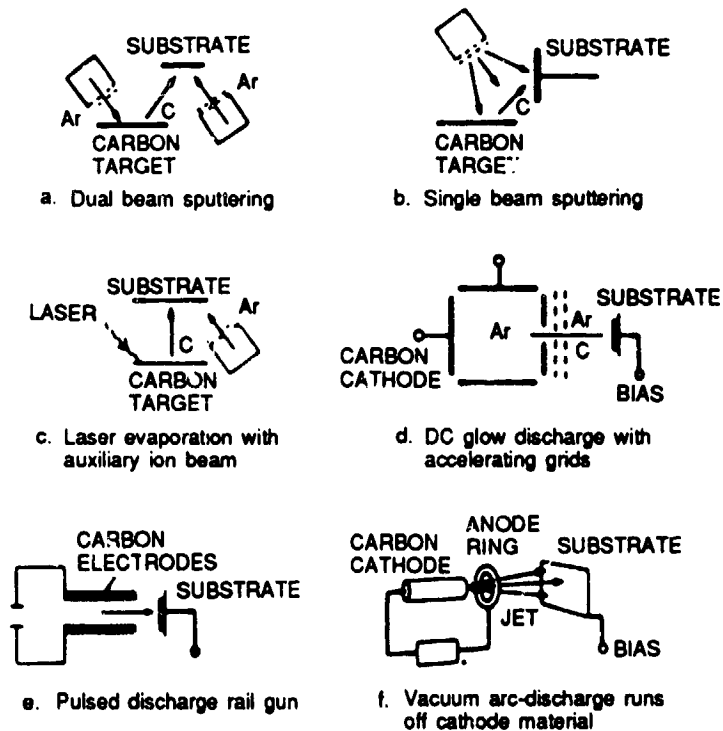 SUBSTRATE
Ar
Ar
C
CARBON
TARGET
a. Dual beam sputtering
SUBSTRATE
C
CARBON
TARGET
b. Single beam sputtering
SUBSTRATE
LASER
Ar
C
CARBON
TARGET
c. Laser evaporation with
auxiliary ion beam
SUBSTRATE
Ar
Ar
C
CARBON
CATHODE
BIAS
d. DC glow discharge with
accelerating grids
CARBON
ELECTRODES
SUBSTRATE
e. Pulsed discharge rail gun
ANODE
RING
CARBON
CATHODE
SUBSTRATE
JET
BIAS
f. Vacuum arc-discharge runs
off cathode material